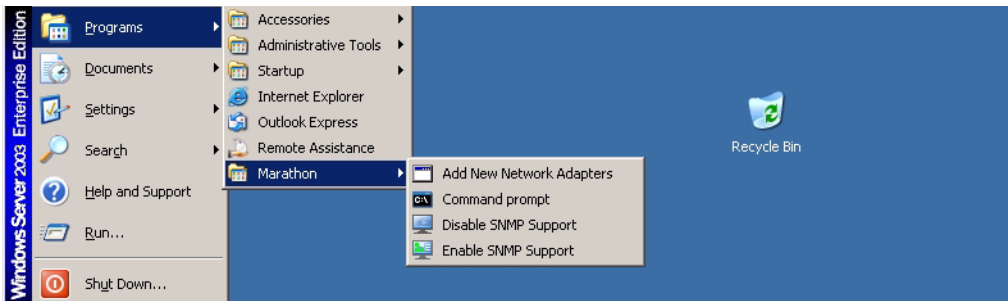 Windows Server 2003 Enterprise Edition
Programs
Documents
Settings
Search
Help and Support
Run...
Shut Down...
Accessories
Administrative Tools
Startup
Internet Explorer
Outlook Express
Remote Assistance
Marathon
Add New Network Adapters
Command prompt
Disable SNMP Support
Enable SNMP Support
Recycle Bin